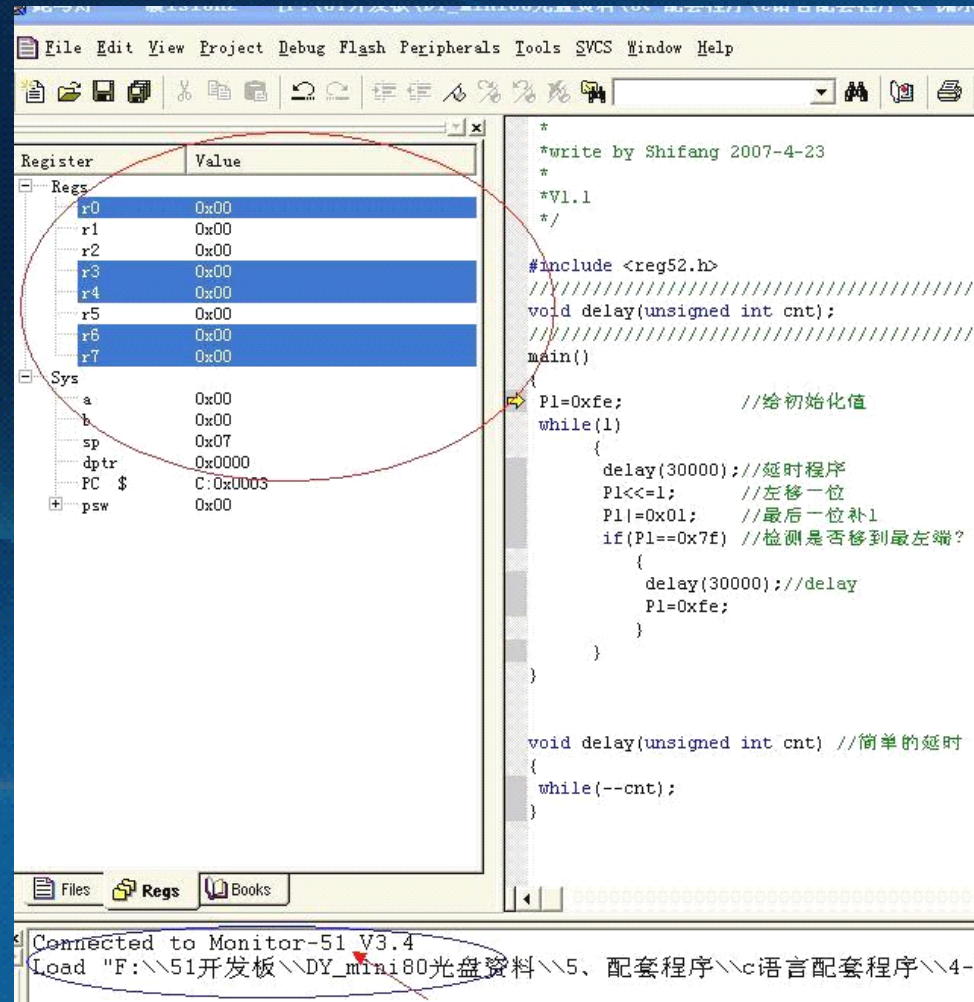 File Edit View Project Debug Flash Peripherals Tools SVCS Window Help
Register Value
Regs
r0 0x00
r1 0x00
r2 0x00
r3 0x00
r4 0x00
r5 0x00
r6 0x00
r7 0x00
Sys
a 0x00
b 0x00
sp 0x07
dptr 0x0000
PC $ C:0x0003
psw 0x00
Files Regs Books
*
*write by Shifang 2007-4-23
*
*V1.1
*/
#include <reg52.h>
////////////////////////////////////////
void delay(unsigned int cnt);
////////////////////////////////////////
main()
{
P1=0xfe; //给初始化值
while(1)
{
delay(30000);//延时程序
P1<<=1; //左移一位
P1|=0x01; //最后一位补1
if(P1==0x7f) //检测是否移到最左端?
{
delay(30000);//delay
P1=0xfe;
}
}
}
void delay(unsigned int cnt) //简单的延时
{
while(--cnt);
}
Connected to Monitor-51 V3.4
Load "F:\\51开发板\\DY_mini80光盘资料\\5、配套程序\\c语言配套程序\\4-